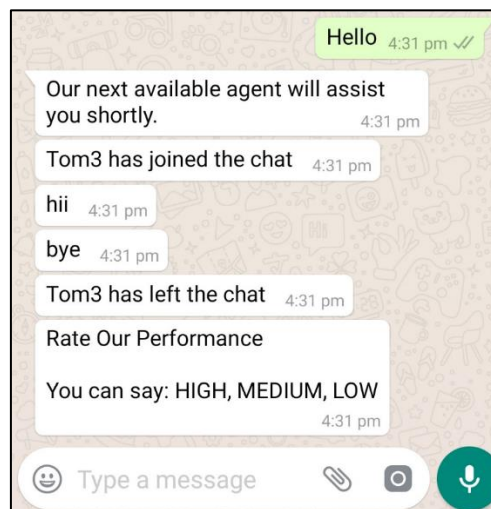 Hello 4:31 pm
Our next available agent will assist
you shortly. 4:31 pm
Tom3 has joined the chat 4:31 pm
hii 4:31 pm
bye 4:31 pm
Tom3 has left the chat 4:31 pm
Rate Our Performance
You can say: HIGH, MEDIUM, LOW
4:31 pm
Type a message